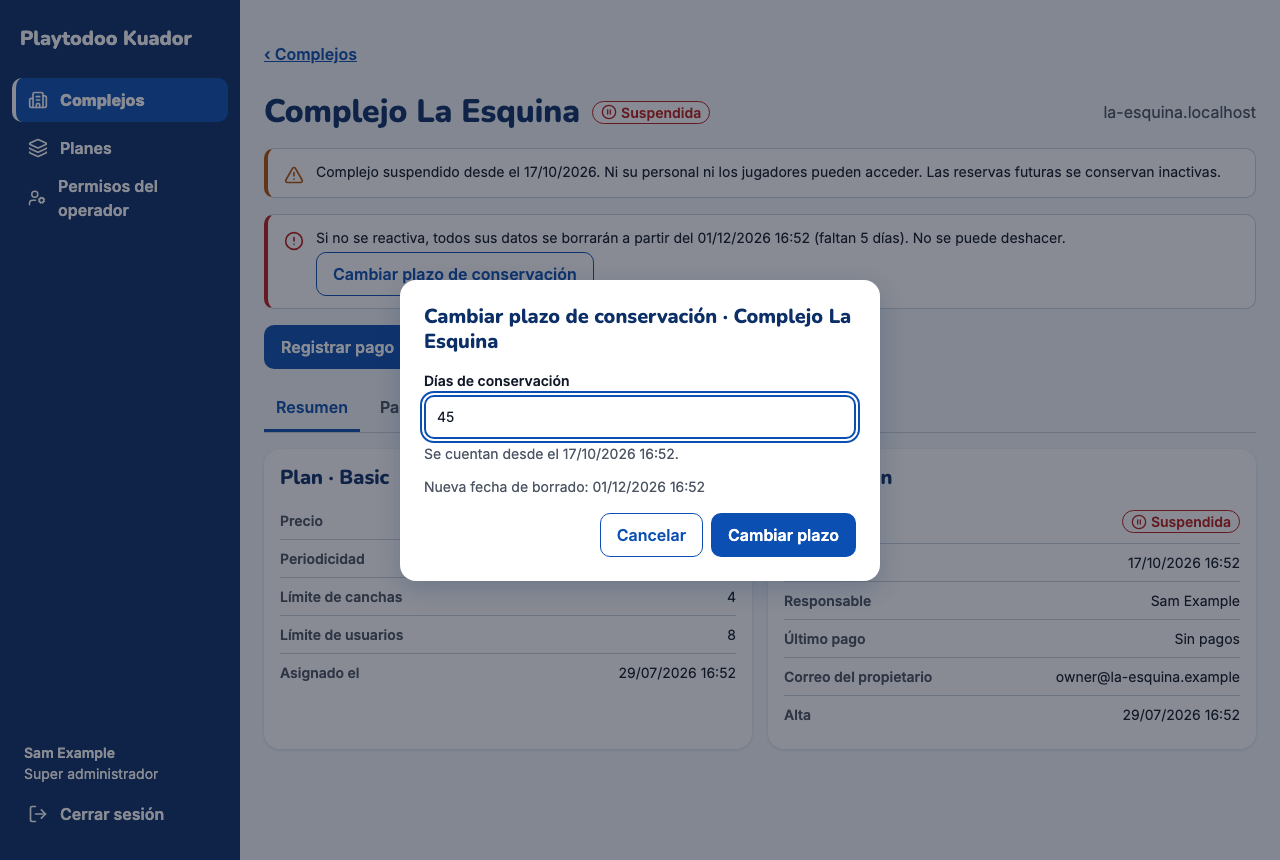 Playtodoo Kuador
Complejos
Planes
Permisos del
operador
Sam Example
Super administrador
Cerrar sesión
‹ Complejos
Complejo La Esquina
Suspendida
la-esquina.localhost
Complejo suspendido desde el 17/10/2026. Ni su personal ni los jugadores pueden acceder. Las reservas futuras se conservan inactivas.
Si no se reactiva, todos sus datos se borrarán a partir del 01/12/2026 16:52 (faltan 5 días). No se puede deshacer.
Cambiar plazo de conservación
Registrar pago
Resumen
Cambiar plazo de conservación · Complejo La
Esquina
Días de conservación
45
Se cuentan desde el 17/10/2026 16:52.
Nueva fecha de borrado: 01/12/2026 16:52
Cancelar
Cambiar plazo
Plan · Basic
Precio
Periodicidad
Límite de canchas 4
Límite de usuarios 8
Asignado el 29/07/2026 16:52
Suspendida
17/10/2026 16:52
Responsable Sam Example
Último pago Sin pagos
Correo del propietario owner@la-esquina.example
Alta 29/07/2026 16:52